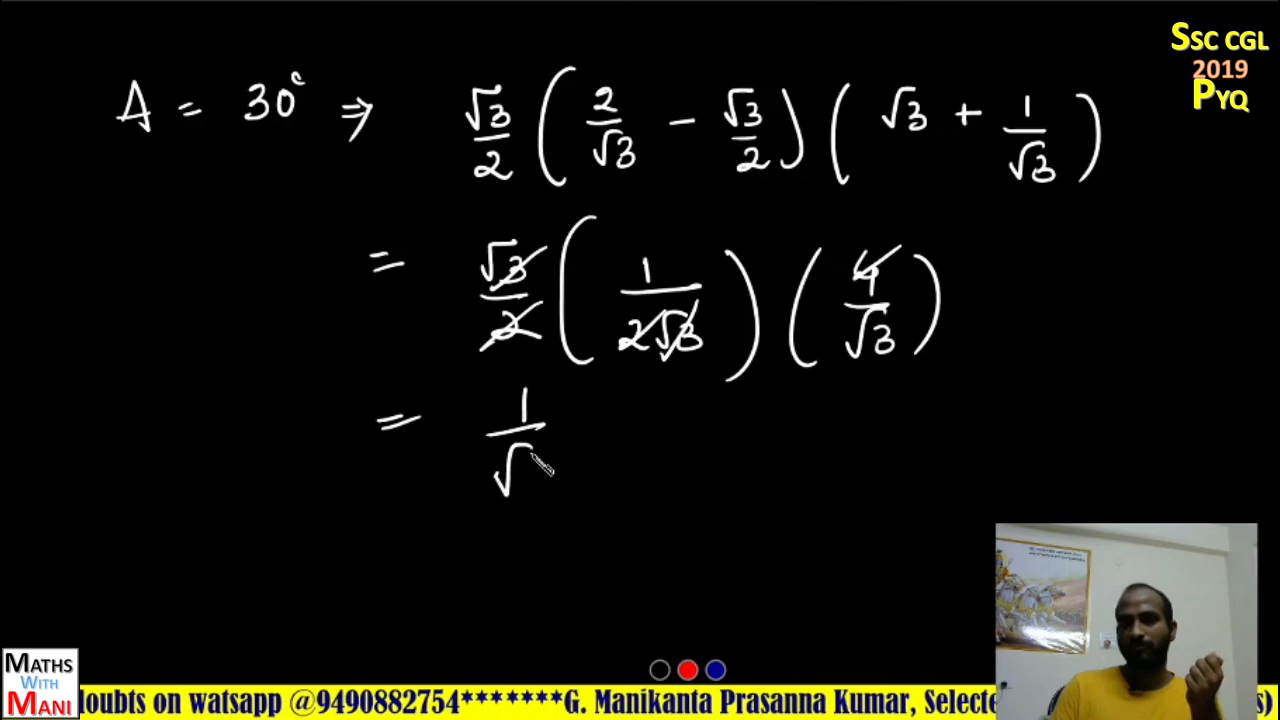 SSC CGL
2019
PYQ
A = 30° ⇒ √3/2 ( 2/√3 − √3/2 ) ( √3 + 1/√3 )
= √3/2 ( 1/2√3 ) ( 4/√3 )
= 1/√
MATHS
WITH
MANI
doubts on watsapp @9490882754*******G. Manikanta Prasanna Kumar, Selecte s)